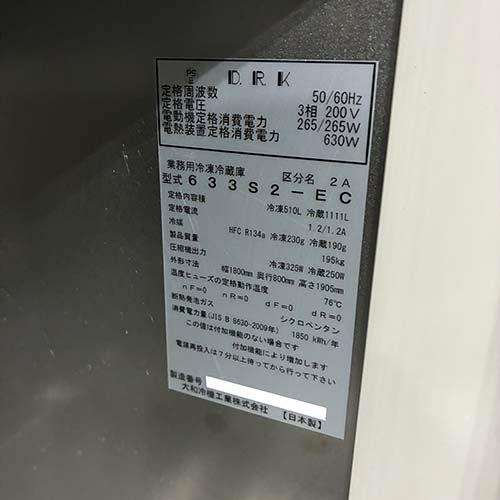 PS E D.R.K
定格周波数 50/60Hz
定格電圧 3相 200V
電動機定格消費電力 265/265W
電熱装置定格消費電力 630W
業務用冷凍冷蔵庫 区分名 2A
型式 633S2-EC
定格内容積 冷凍510L 冷蔵1111L
定格電流 1.2/1.2A
冷媒 HFC R134a 冷凍230g 冷蔵190g
製品質量 195kg
圧縮機出力 冷凍325W 冷蔵250W
外形寸法 幅1800mm 奥行800mm 高さ1905mm
温度ヒューズの定格動作温度 76℃
nF=0 nR=0 dF=0 dR=0
断熱発泡ガス シクロペンタン
消費電力量(JIS B 8630-2009年) 1850 kWh/年
この値は付加機能のない場合です
付加機能により増加します
電源再投入は7分以上待ってから行って下さい
製造番号
大和冷機工業株式会社 【日本製】